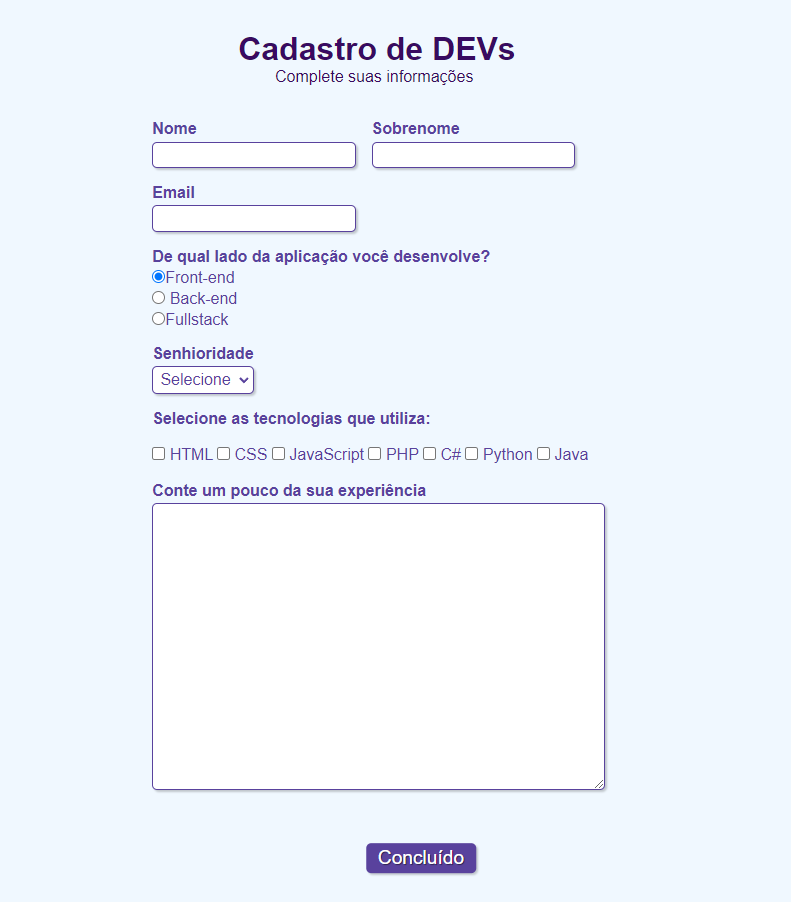 Cadastro de DEVs
Complete suas informações
Nome Sobrenome
Email
De qual lado da aplicação você desenvolve?
Front-end
Back-end
Fullstack
Senhioridade
Selecione
Selecione as tecnologias que utiliza:
HTML CSS JavaScript PHP C# Python Java
Conte um pouco da sua experiência
Concluído